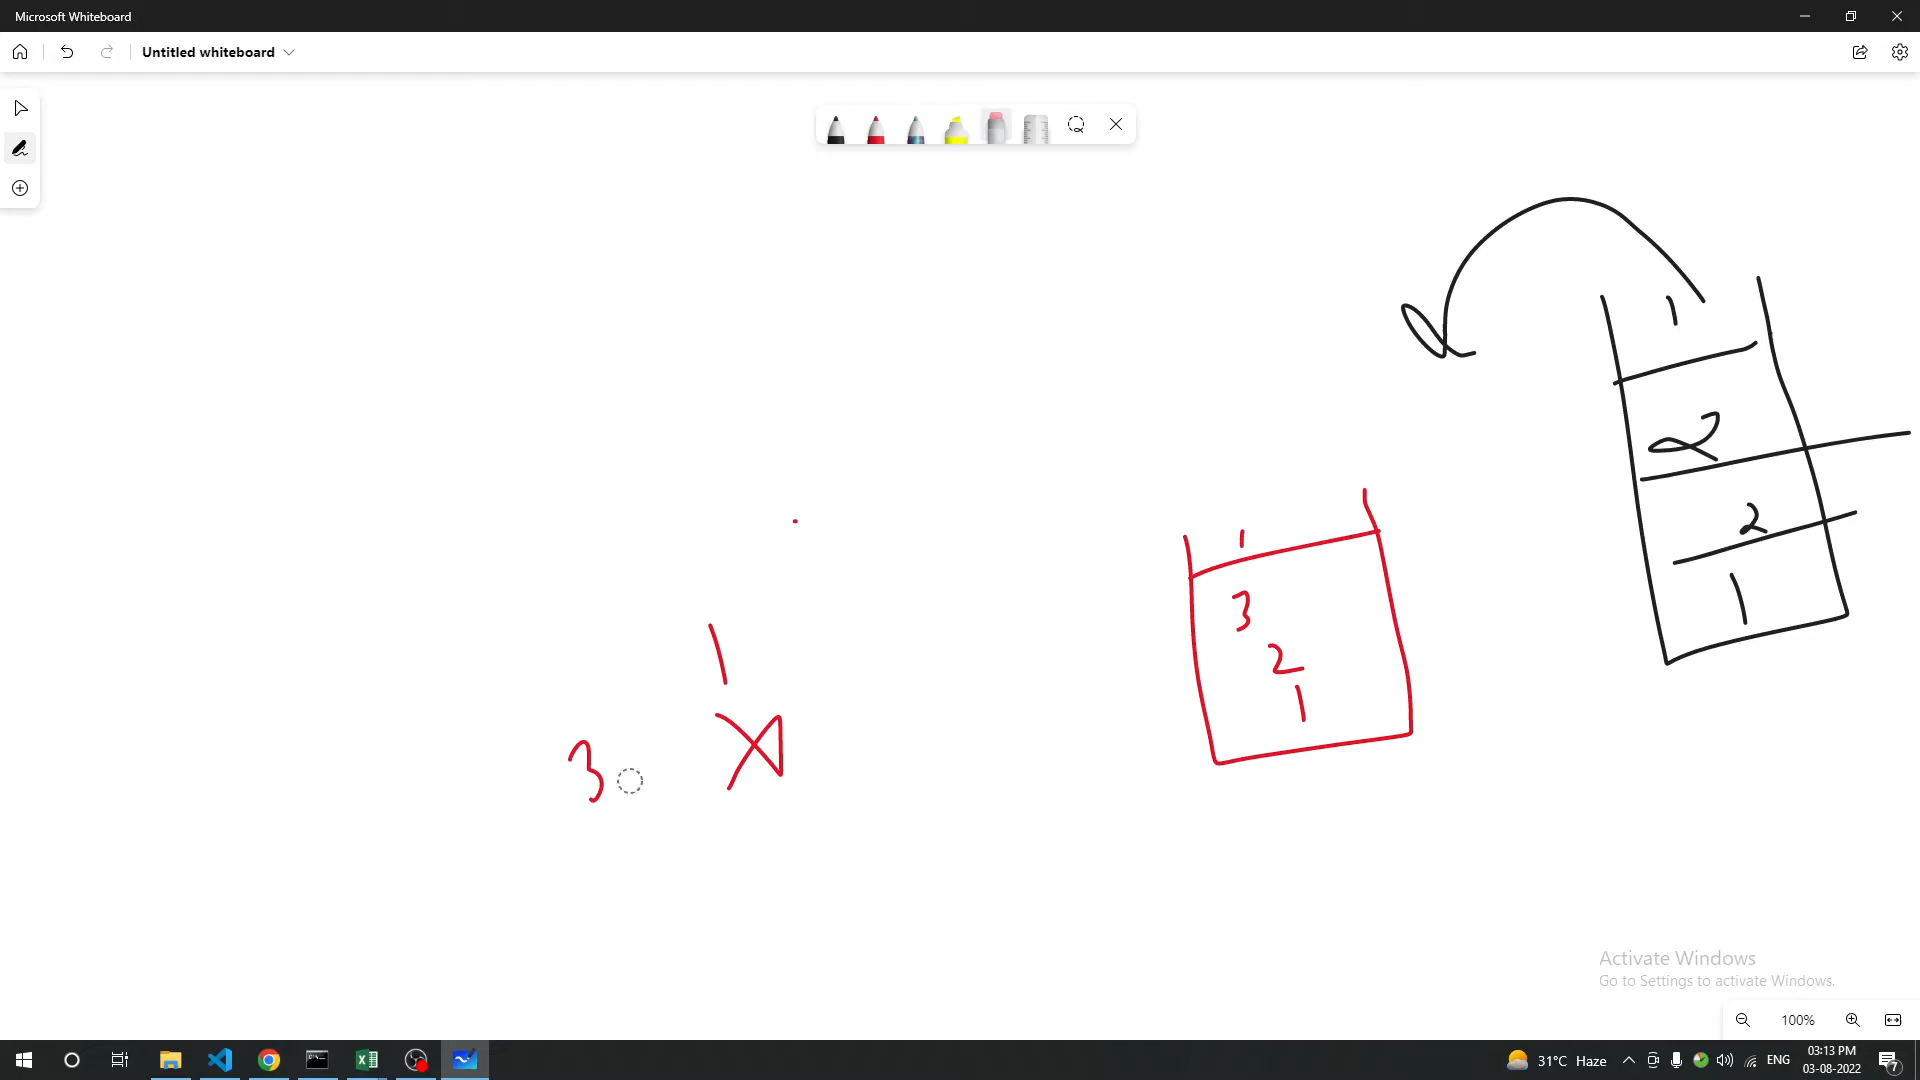 Microsoft Whiteboard
Untitled whiteboard
1
2
2
1
1
3
2
1
1
3
Activate Windows
Go to Settings to activate Windows.
100%
31°C Haze
ENG
03:13 PM
03-08-2022
7